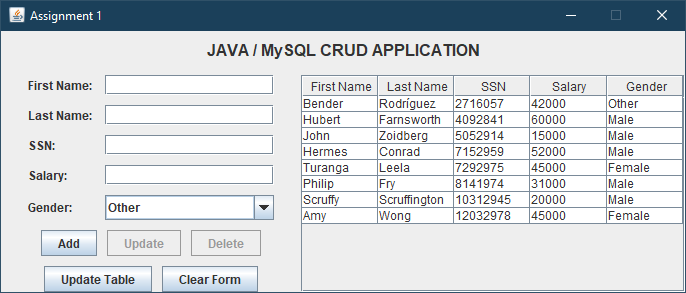 Assignment 1
JAVA / MySQL CRUD APPLICATION
First Name:
Last Name:
SSN:
Salary:
Gender: Other
Add Update Delete
Update Table Clear Form
First Name Last Name SSN Salary Gender
Bender Rodríguez 2716057 42000 Other
Hubert Farnsworth 4092841 60000 Male
John Zoidberg 5052914 15000 Male
Hermes Conrad 7152959 52000 Male
Turanga Leela 7292975 45000 Female
Philip Fry 8141974 31000 Male
Scruffy Scruffington 10312945 20000 Male
Amy Wong 12032978 45000 Female